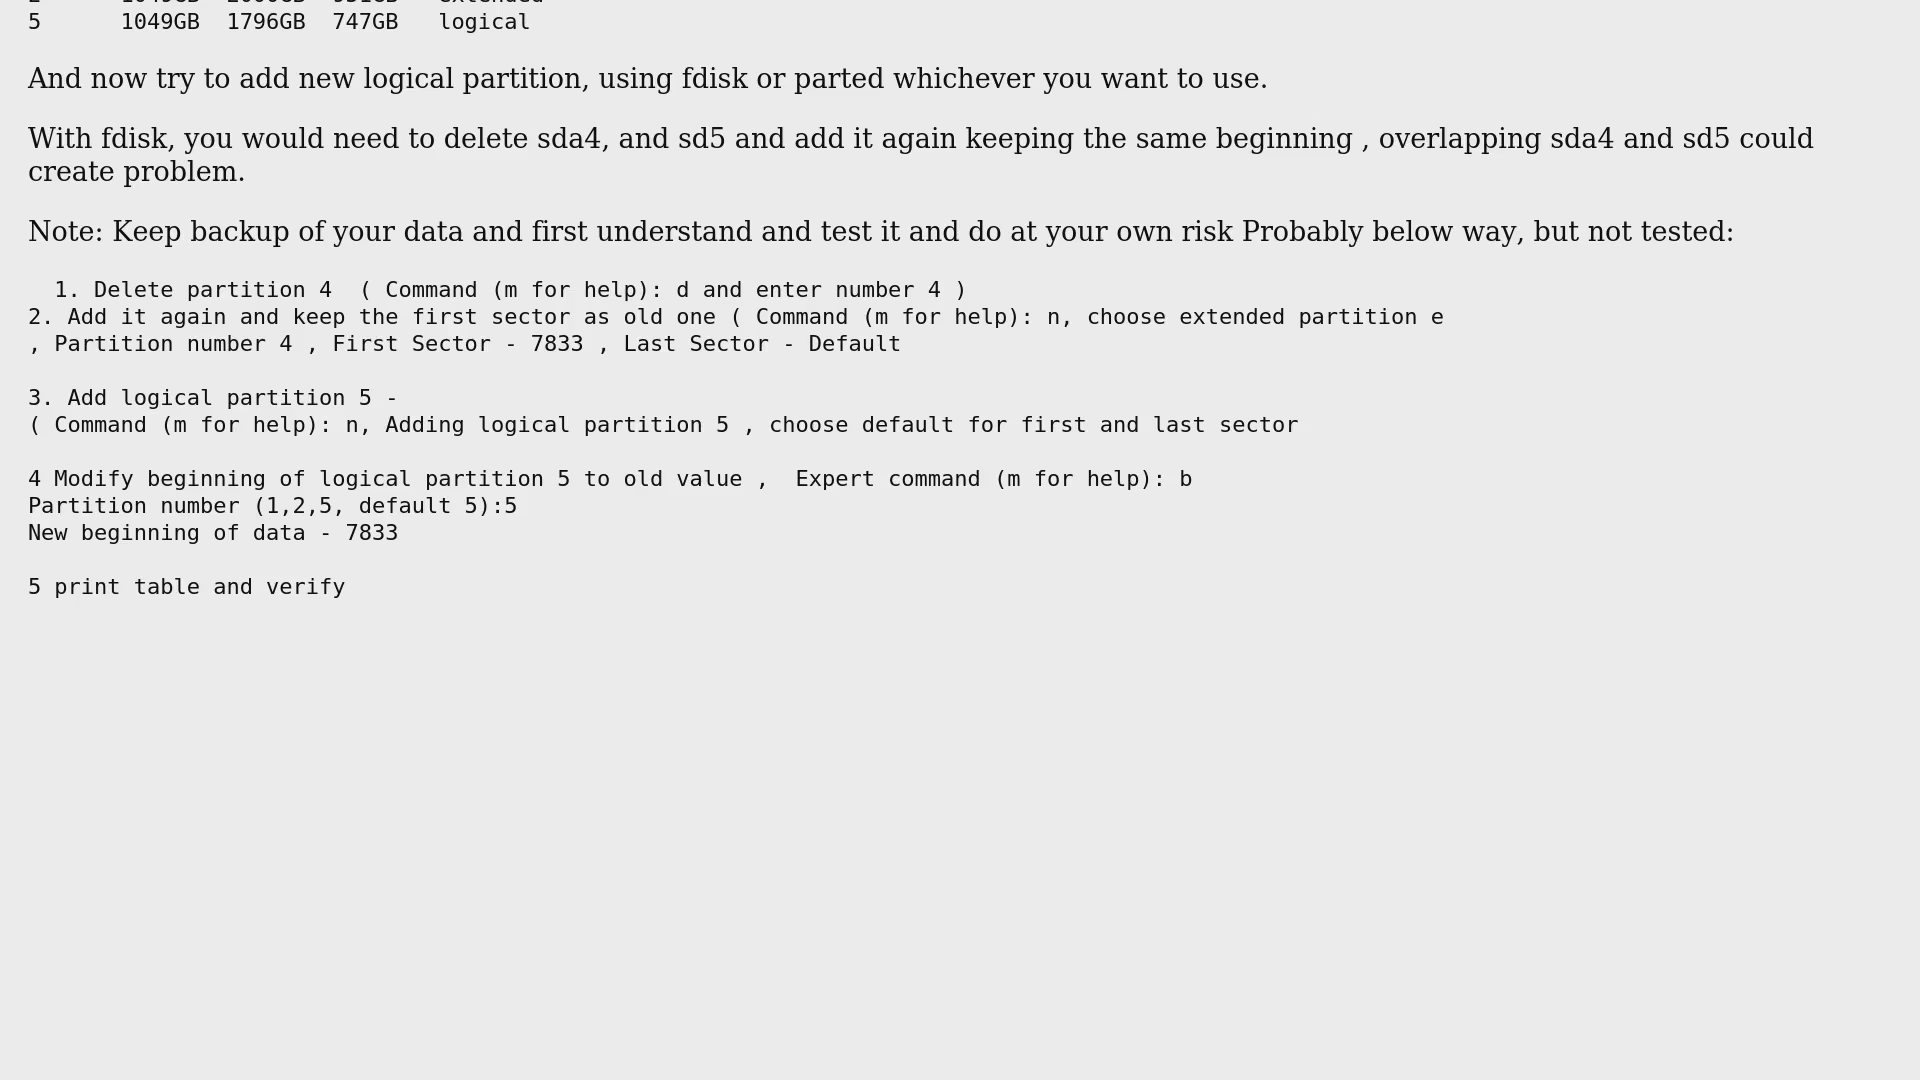 5      1049GB  1796GB  747GB   logical
And now try to add new logical partition, using fdisk or parted whichever you want to use.
With fdisk, you would need to delete sda4, and sd5 and add it again keeping the same beginning , overlapping sda4 and sd5 could
create problem.
Note: Keep backup of your data and first understand and test it and do at your own risk Probably below way, but not tested:
  1. Delete partition 4  ( Command (m for help): d and enter number 4 )
2. Add it again and keep the first sector as old one ( Command (m for help): n, choose extended partition e
, Partition number 4 , First Sector - 7833 , Last Sector - Default
3. Add logical partition 5 -
( Command (m for help): n, Adding logical partition 5 , choose default for first and last sector
4 Modify beginning of logical partition 5 to old value ,  Expert command (m for help): b
Partition number (1,2,5, default 5):5
New beginning of data - 7833
5 print table and verify